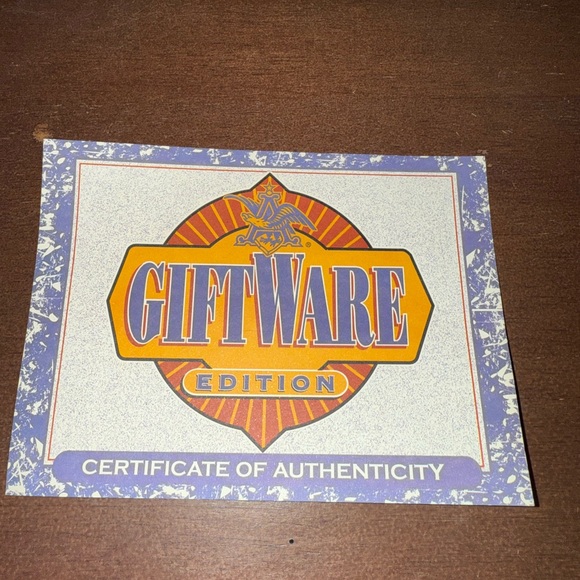 GIFTWARE
EDITION
CERTIFICATE OF AUTHENTICITY